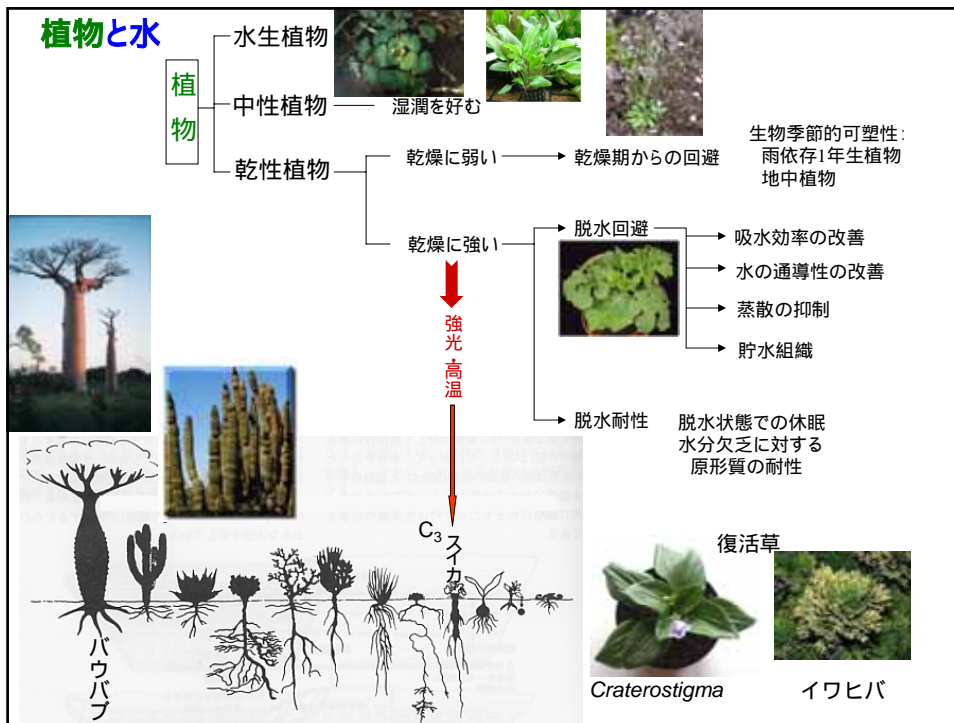 植物と水
植物
水生植物
中性植物
湿潤を好む
乾性植物
乾燥に弱い
乾燥期からの回避
生物季節的可塑性:
雨依存1年生植物
地中植物
乾燥に強い
脱水回避
吸水効率の改善
水の通導性の改善
蒸散の抑制
貯水組織
強光・高温
脱水耐性
脱水状態での休眠
水分欠乏に対する
原形質の耐性
C₃
スイカ
バウバブ
復活草
Craterostigma
イワヒバ